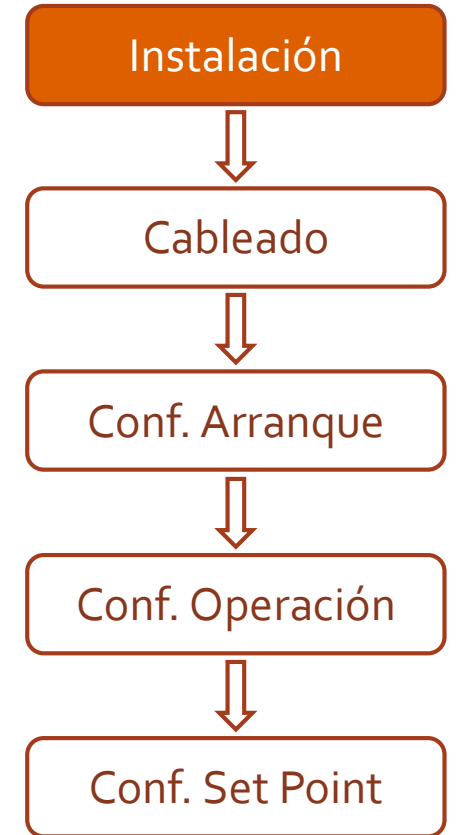 Instalación
Cableado
Conf. Arranque
Conf. Operación
Conf. Set Point